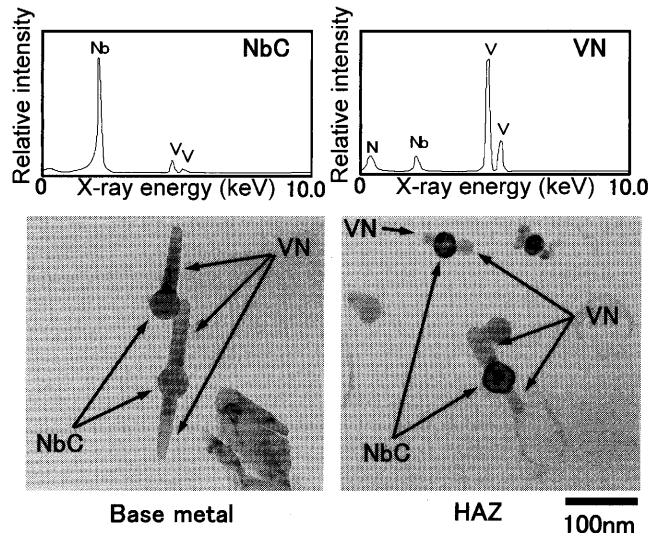 Relative intensity
Nb
NbC
V
V
0
X-ray energy (keV)
10.0
Relative intensity
N
Nb
V
V
VN
0
X-ray energy (keV)
10.0
VN
NbC
Base metal
VN
VN
NbC
HAZ
100nm